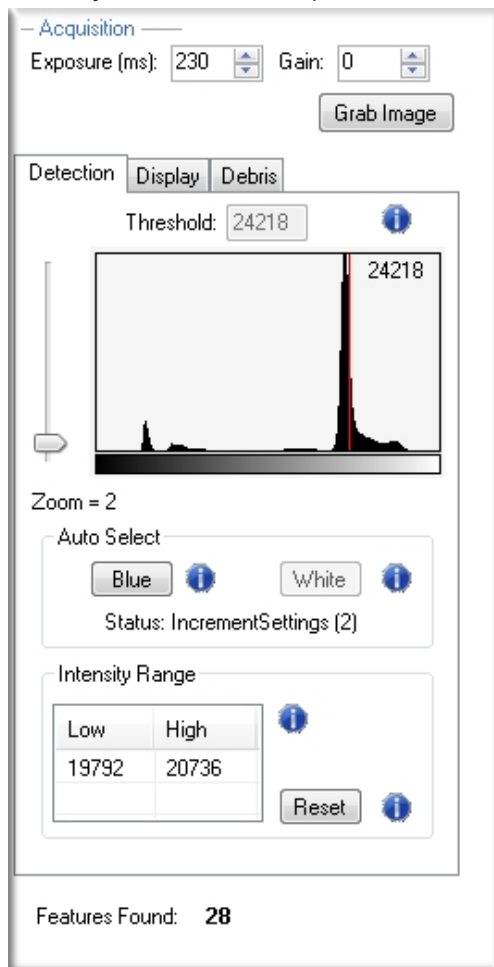 Acquisition
Exposure (ms): 230 Gain: 0
Grab Image
Detection Display Debris
Threshold: 24218
24218
Zoom = 2
Auto Select
Blue White
Status: IncrementSettings (2)
Intensity Range
Low High
19792 20736
Reset
Features Found: 28